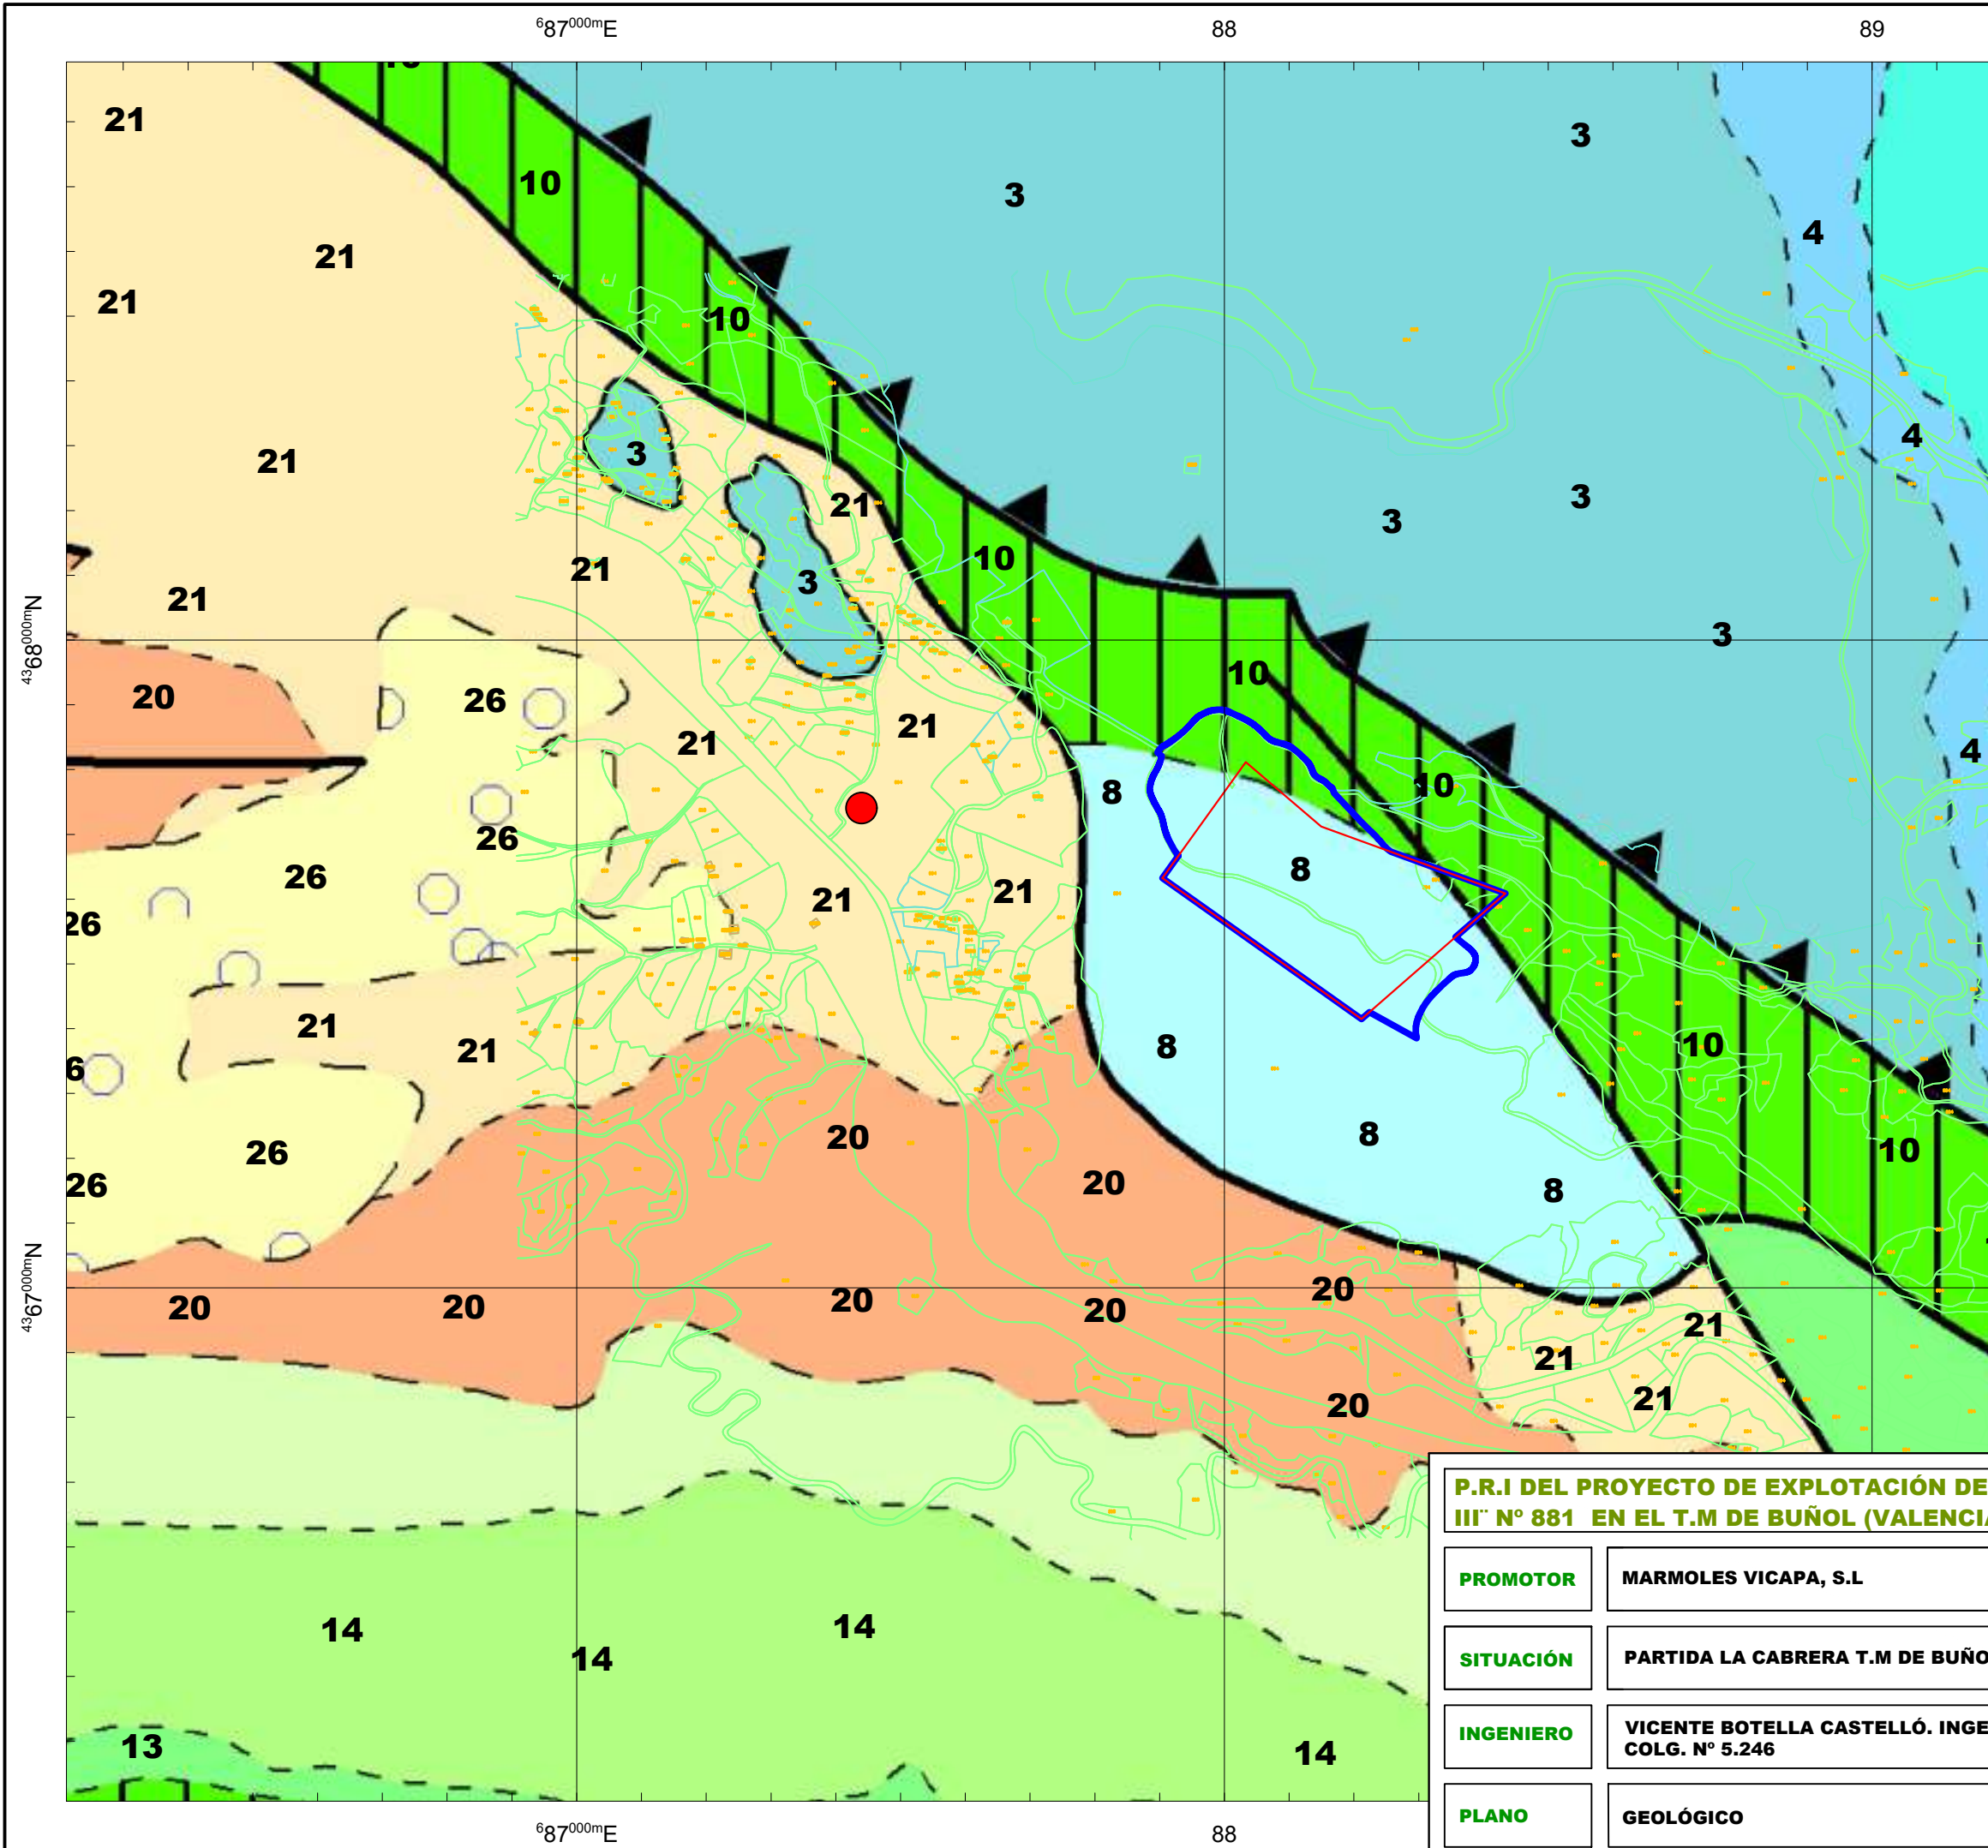 687000mE 88 89
10
21 3
10 3
4
21
21 10
4
21 3
21 3
3
10
21 3
21
4368000mN 3
10
20 26 21
21 4
8 10
26
26 8
21 21
26
21 8 10
21
6
20 8 10
26
26 20 8
4367000mN
20 20 20 20 20
21
21
21
20
14 14
14
13
14
P.R.I DEL PROYECTO DE EXPLOTACIÓN DE
III¨ Nº 881 EN EL T.M DE BUÑOL (VALENCIA
PROMOTOR MARMOLES VICAPA, S.L
SITUACIÓN PARTIDA LA CABRERA T.M DE BUÑO
INGENIERO VICENTE BOTELLA CASTELLÓ. INGE
COLG. Nº 5.246
PLANO GEOLÓGICO
687000mE 88